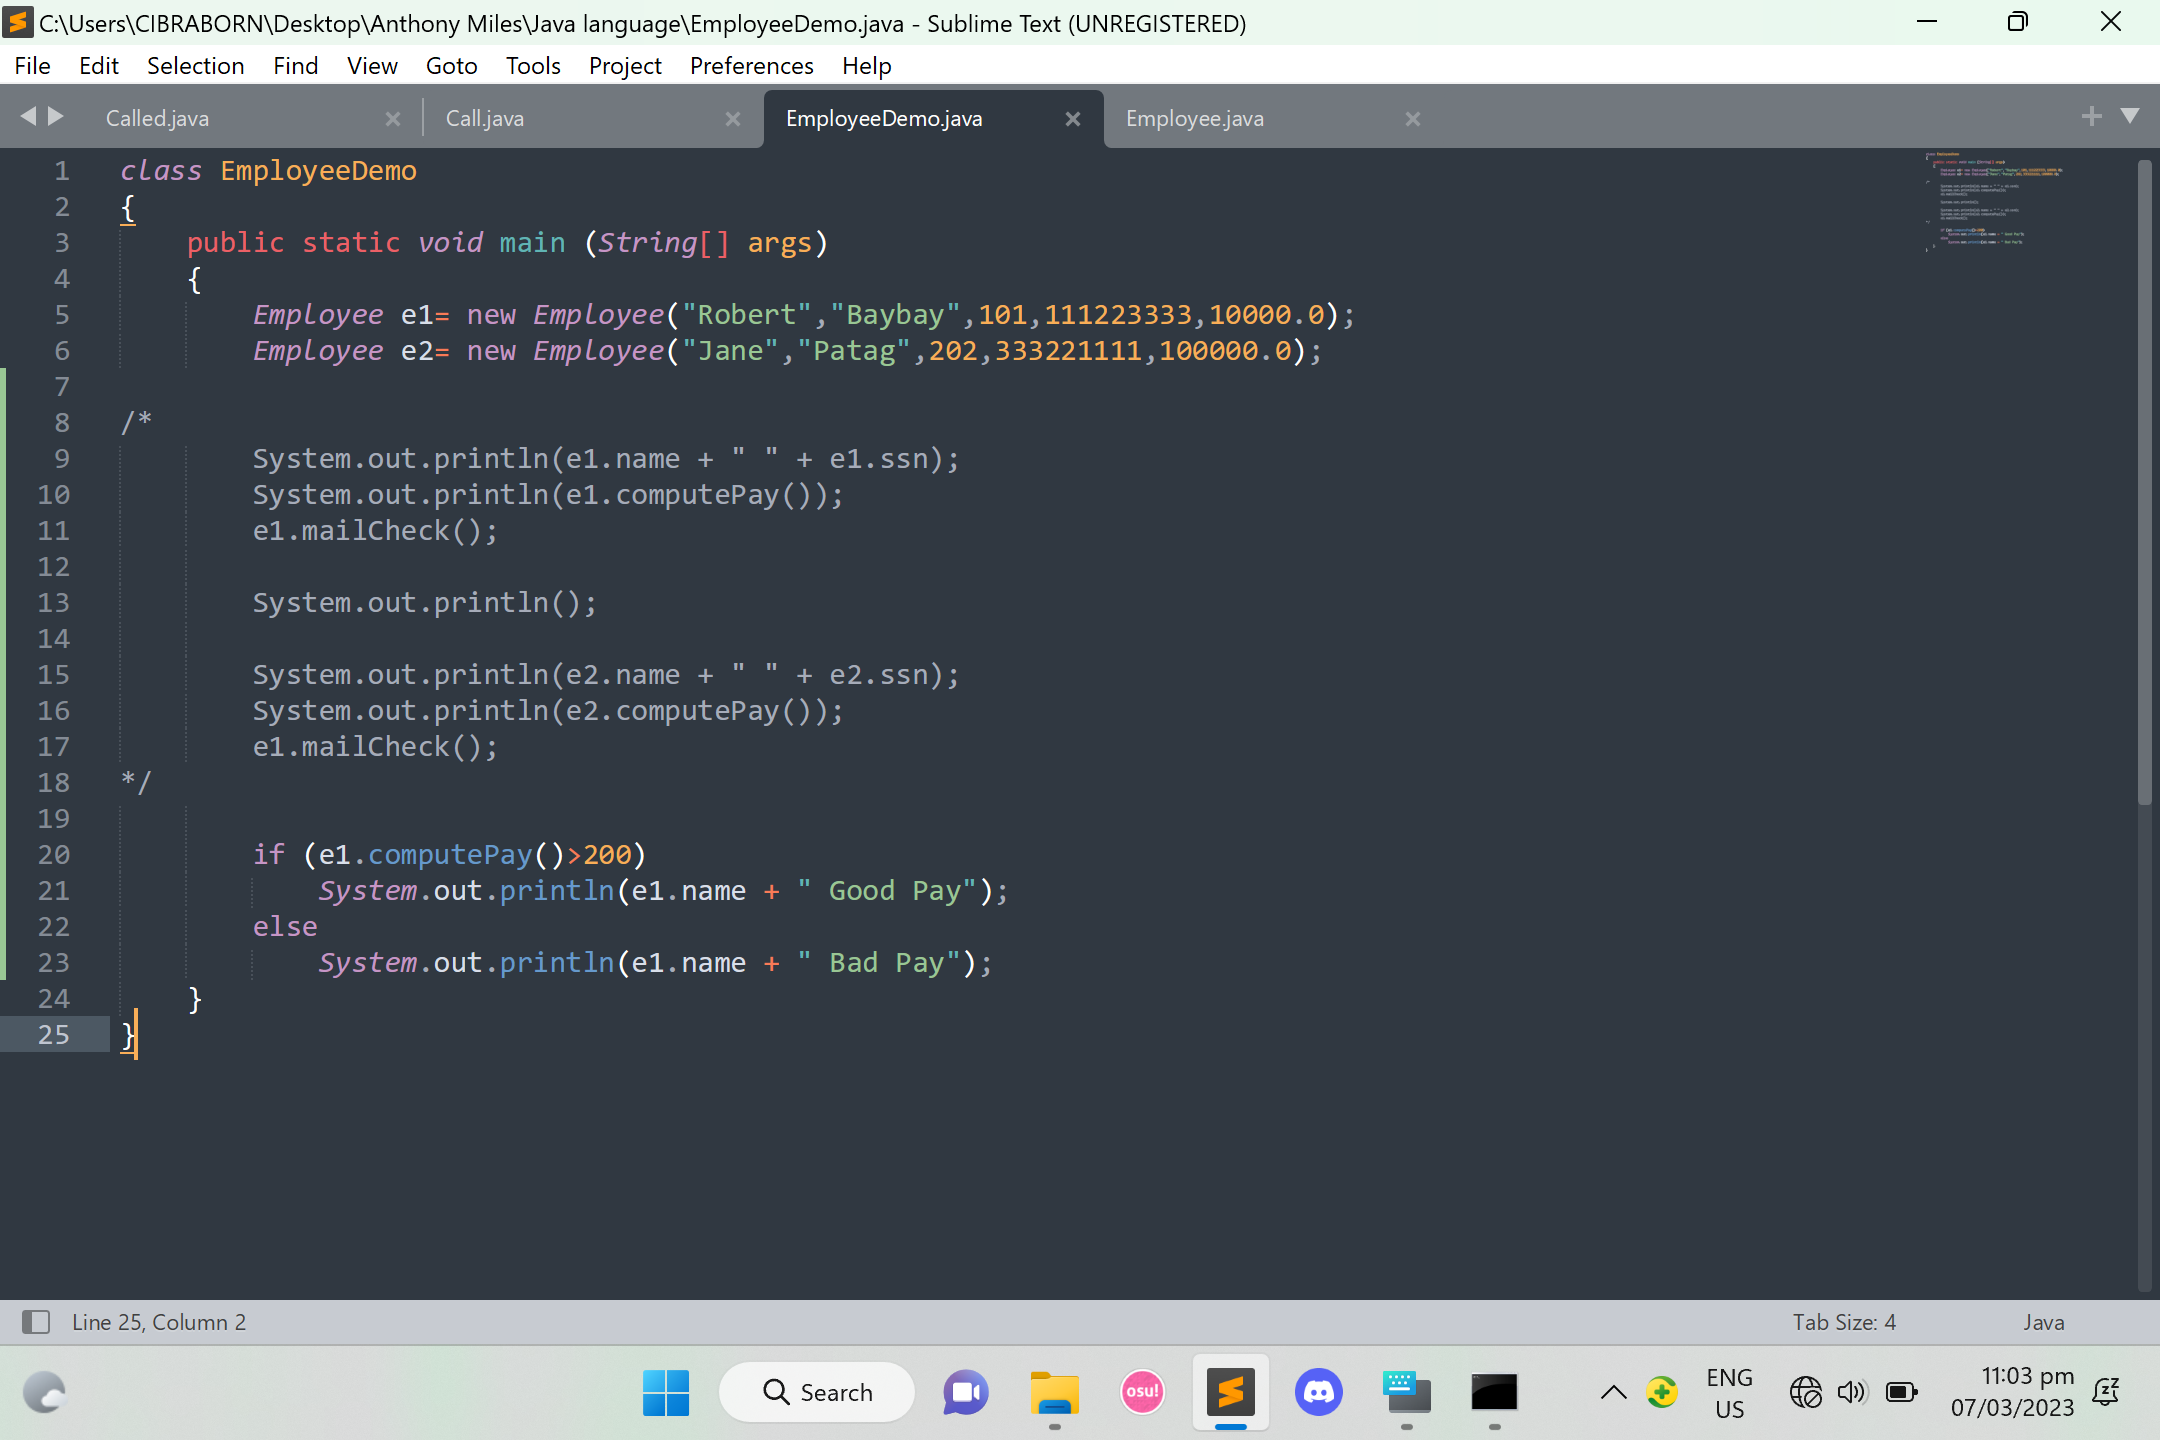 C:\Users\CIBRABORN\Desktop\Anthony Miles\Java language\EmployeeDemo.java - Sublime Text (UNREGISTERED)
File Edit Selection Find View Goto Tools Project Preferences Help
Called.java Call.java EmployeeDemo.java Employee.java
1 class EmployeeDemo
2 {
3 public static void main (String[] args)
4 {
5 Employee e1= new Employee("Robert","Baybay",101,111223333,10000.0);
6 Employee e2= new Employee("Jane","Patag",202,333221111,100000.0);
7
8 /*
9 System.out.println(e1.name + " " + e1.ssn);
10 System.out.println(e1.computePay());
11 e1.mailCheck();
12
13 System.out.println();
14
15 System.out.println(e2.name + " " + e2.ssn);
16 System.out.println(e2.computePay());
17 e1.mailCheck();
18 */
19
20 if (e1.computePay()>200)
21 System.out.println(e1.name + " Good Pay");
22 else
23 System.out.println(e1.name + " Bad Pay");
24 }
25 }
Line 25, Column 2 Tab Size: 4 Java
Search osu! ENG US 11:03 pm
07/03/2023